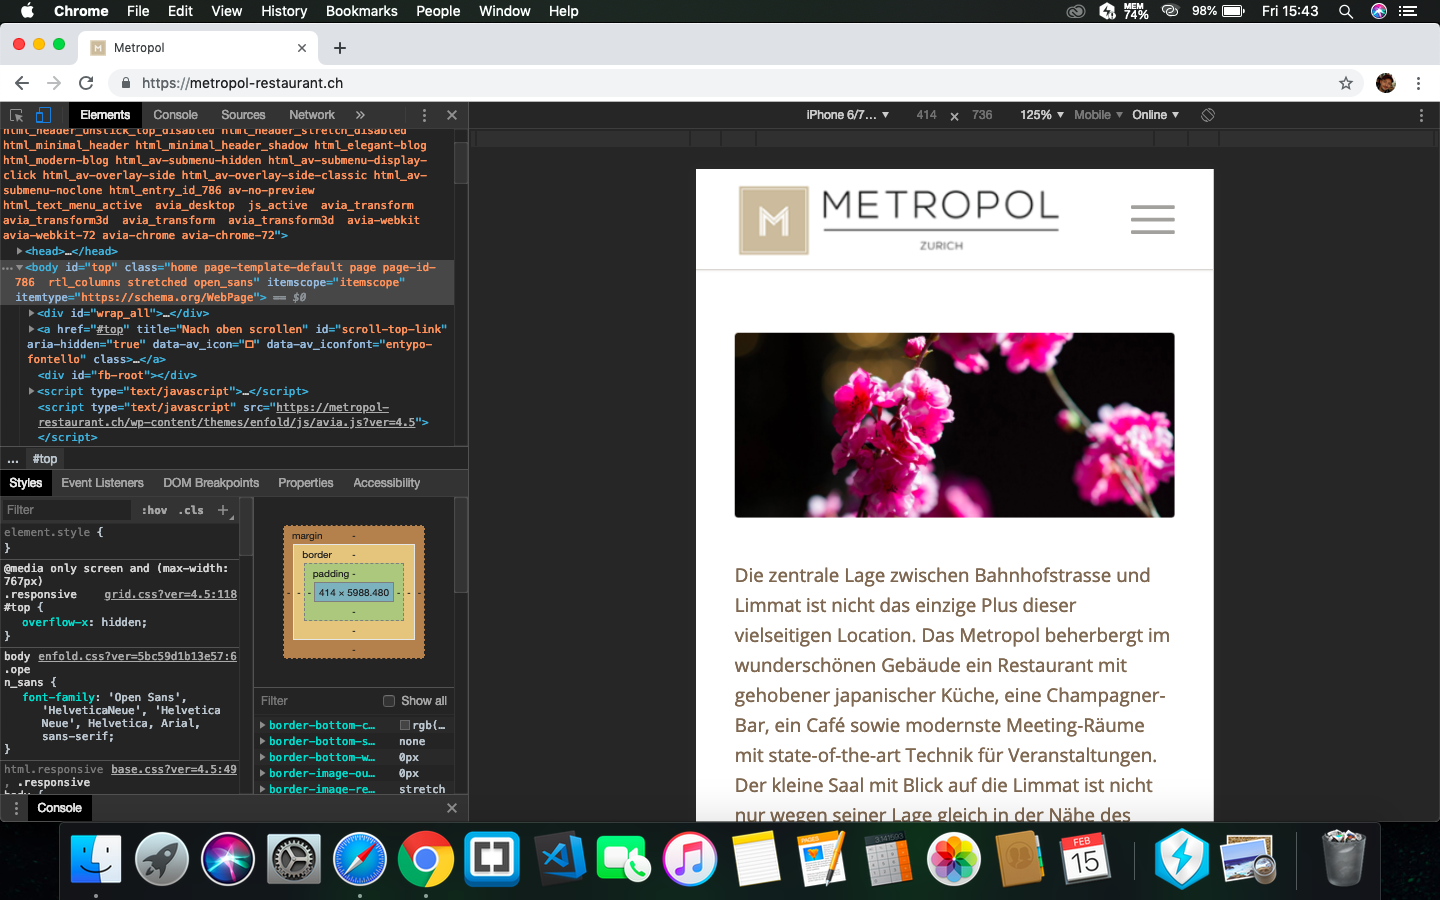 Chrome File Edit View History Bookmarks People Window Help
MEM 74% 98% Fri 15:43
Metropol
https://metropol-restaurant.ch
Elements Console Sources Network »
iPhone 6/7… ▼ 414 × 736 125% ▼ Mobile ▼ Online ▼
html_header_unstick_top_disabled html_header_stretch_disabled
html_minimal_header html_minimal_header_shadow html_elegant-blog
html_modern-blog html_av-submenu-hidden html_av-submenu-display-
click html_av-overlay-side html_av-overlay-side-classic html_av-
submenu-noclone html_entry_id_786 av-no-preview
html_text_menu_active avia_desktop js_active avia_transform
avia_transform3d avia_transform avia_transform3d avia-webkit
avia-webkit-72 avia-chrome avia-chrome-72">
<head>…</head>
<body id="top" class="home page-template-default page page-id-
786 rtl_columns stretched open_sans" itemscope="itemscope"
itemtype="https://schema.org/WebPage"> == $0
<div id="wrap_all">…</div>
<a href="#top" title="Nach oben scrollen" id="scroll-top-link"
aria-hidden="true" data-av_icon="" data-av_iconfont="entypo-
fontello" class>…</a>
<div id="fb-root"></div>
<script type="text/javascript">…</script>
<script type="text/javascript" src="https://metropol-
restaurant.ch/wp-content/themes/enfold/js/avia.js?ver=4.5">
</script>
... #top
Styles Event Listeners DOM Breakpoints Properties Accessibility
Filter :hov .cls +
element.style {
}
@media only screen and (max-width:
767px)
.responsive grid.css?ver=4.5:118
#top {
overflow-x: hidden;
}
body enfold.css?ver=5bc59d1b13e57:6
.ope
n_sans {
font-family: 'Open Sans',
'HelveticaNeue', 'Helvetica
Neue', Helvetica, Arial,
sans-serif;
}
html.responsive base.css?ver=4.5:49
, .responsive
body {
margin -
border -
padding -
414 × 5988.480
Filter Show all
border-bottom-c… rgb(…
border-bottom-s… none
border-bottom-w… 0px
border-image-ou… 0px
border-image-re… stretch
Console
M METROPOL
ZURICH
Die zentrale Lage zwischen Bahnhofstrasse und
Limmat ist nicht das einzige Plus dieser
vielseitigen Location. Das Metropol beherbergt im
wunderschönen Gebäude ein Restaurant mit
gehobener japanischer Küche, eine Champagner-
Bar, ein Café sowie modernste Meeting-Räume
mit state-of-the-art Technik für Veranstaltungen.
Der kleine Saal mit Blick auf die Limmat ist nicht
nur wegen seiner Lage gleich in der Nähe des
PAGES
FEB
15